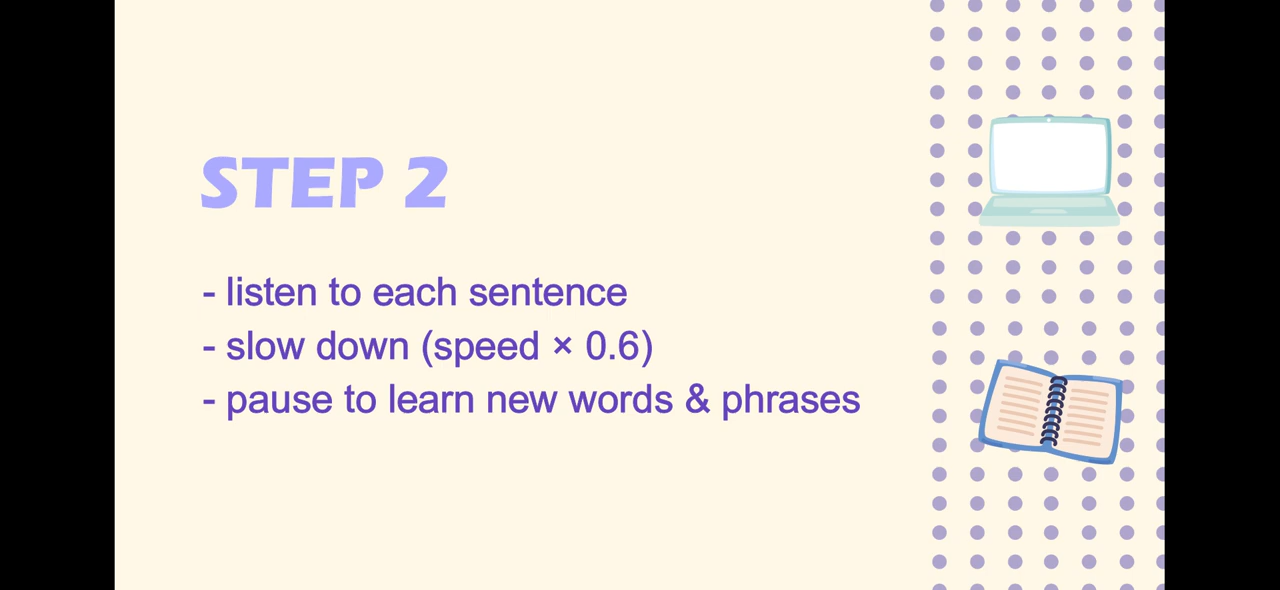 STEP 2
- listen to each sentence
- slow down (speed × 0.6)
- pause to learn new words & phrases